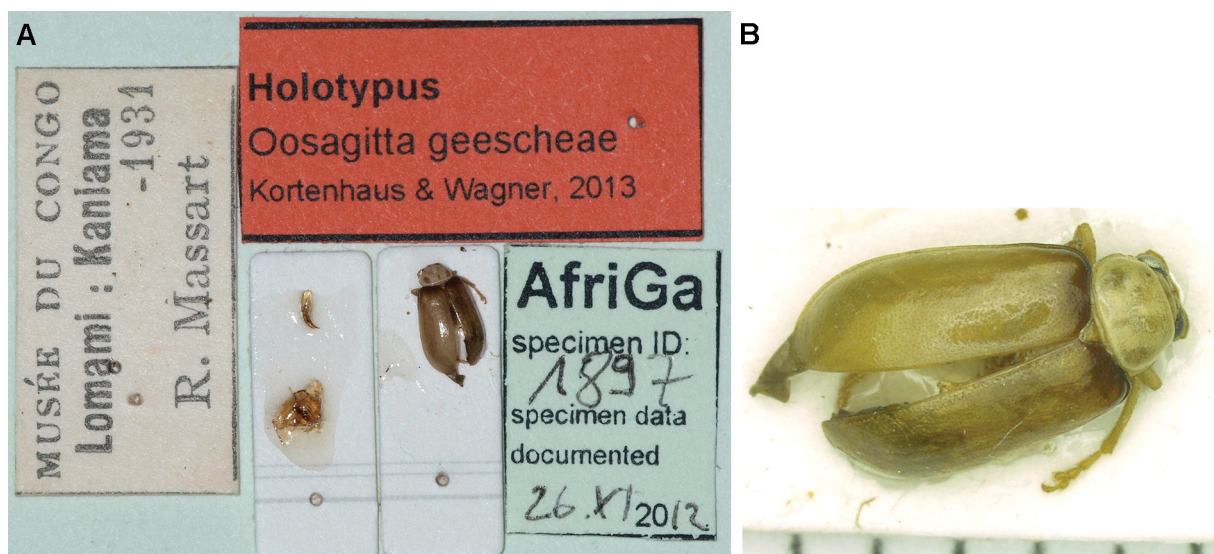 A
MUSÉE DU CONGO
Lomami : Kaniama
-1931
R. Massart
Holotypus
Oosagitta geescheae
Kortenhaus & Wagner, 2013
AfriGa
specimen ID:
1897
specimen data
documented
26.XI 2012
B